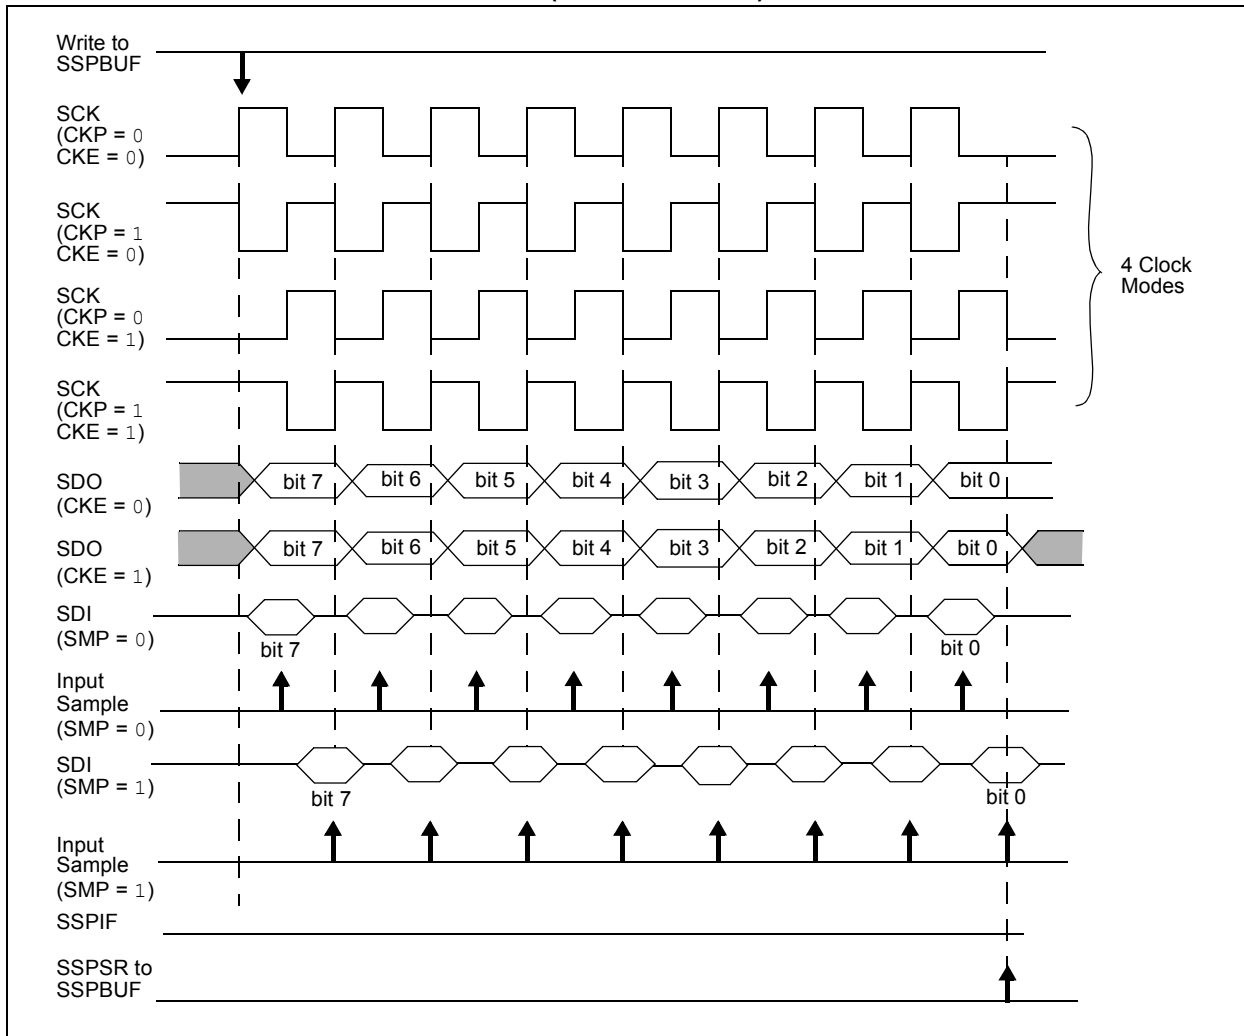 Write to
SSPBUF
SCK
(CKP = 0
CKE = 0)
SCK
(CKP = 1
CKE = 0)
4 Clock
Modes
SCK
(CKP = 0
CKE = 1)
SCK
(CKP = 1
CKE = 1)
SDO
(CKE = 0)
bit 7 bit 6 bit 5 bit 4 bit 3 bit 2 bit 1 bit 0
SDO
(CKE = 1)
bit 7 bit 6 bit 5 bit 4 bit 3 bit 2 bit 1 bit 0
SDI
(SMP = 0)
bit 7 bit 0
Input
Sample
(SMP = 0)
SDI
(SMP = 1)
bit 7 bit 0
Input
Sample
(SMP = 1)
SSPIF
SSPSR to
SSPBUF